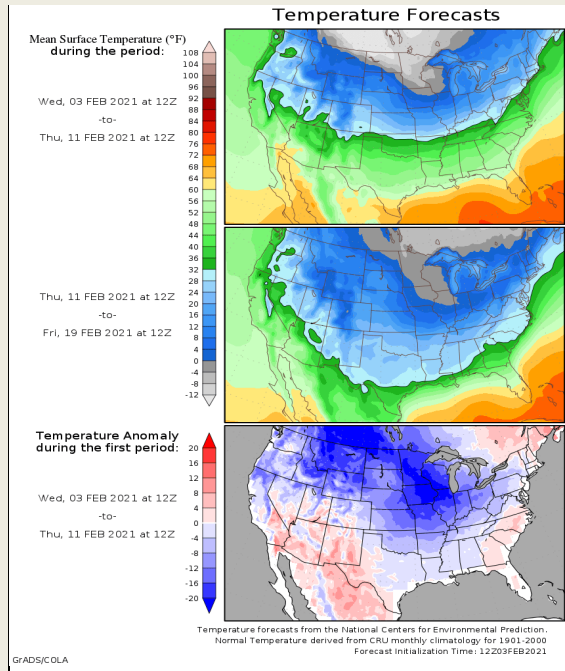 Temperature Forecasts
Mean Surface Temperature (°F)
during the period:
Wed, 03 FEB 2021 at 12Z
-to-
Thu, 11 FEB 2021 at 12Z
108
104
100
96
92
88
84
80
76
72
68
64
60
56
52
48
44
40
36
32
28
24
20
16
12
8
4
0
-4
-8
-12
Thu, 11 FEB 2021 at 12Z
-to-
Fri, 19 FEB 2021 at 12Z
Temperature Anomaly
during the first period:
Wed, 03 FEB 2021 at 12Z
-to-
Thu, 11 FEB 2021 at 12Z
20
16
12
8
4
0
-4
-8
-12
-16
-20
Temperature forecasts from the National Centers for Environmental Prediction.
Normal Temperature derived from CRU monthly climatology for 1901-2000
Forecast Initialization Time: 12Z03FEB2021
GrADS/COLA